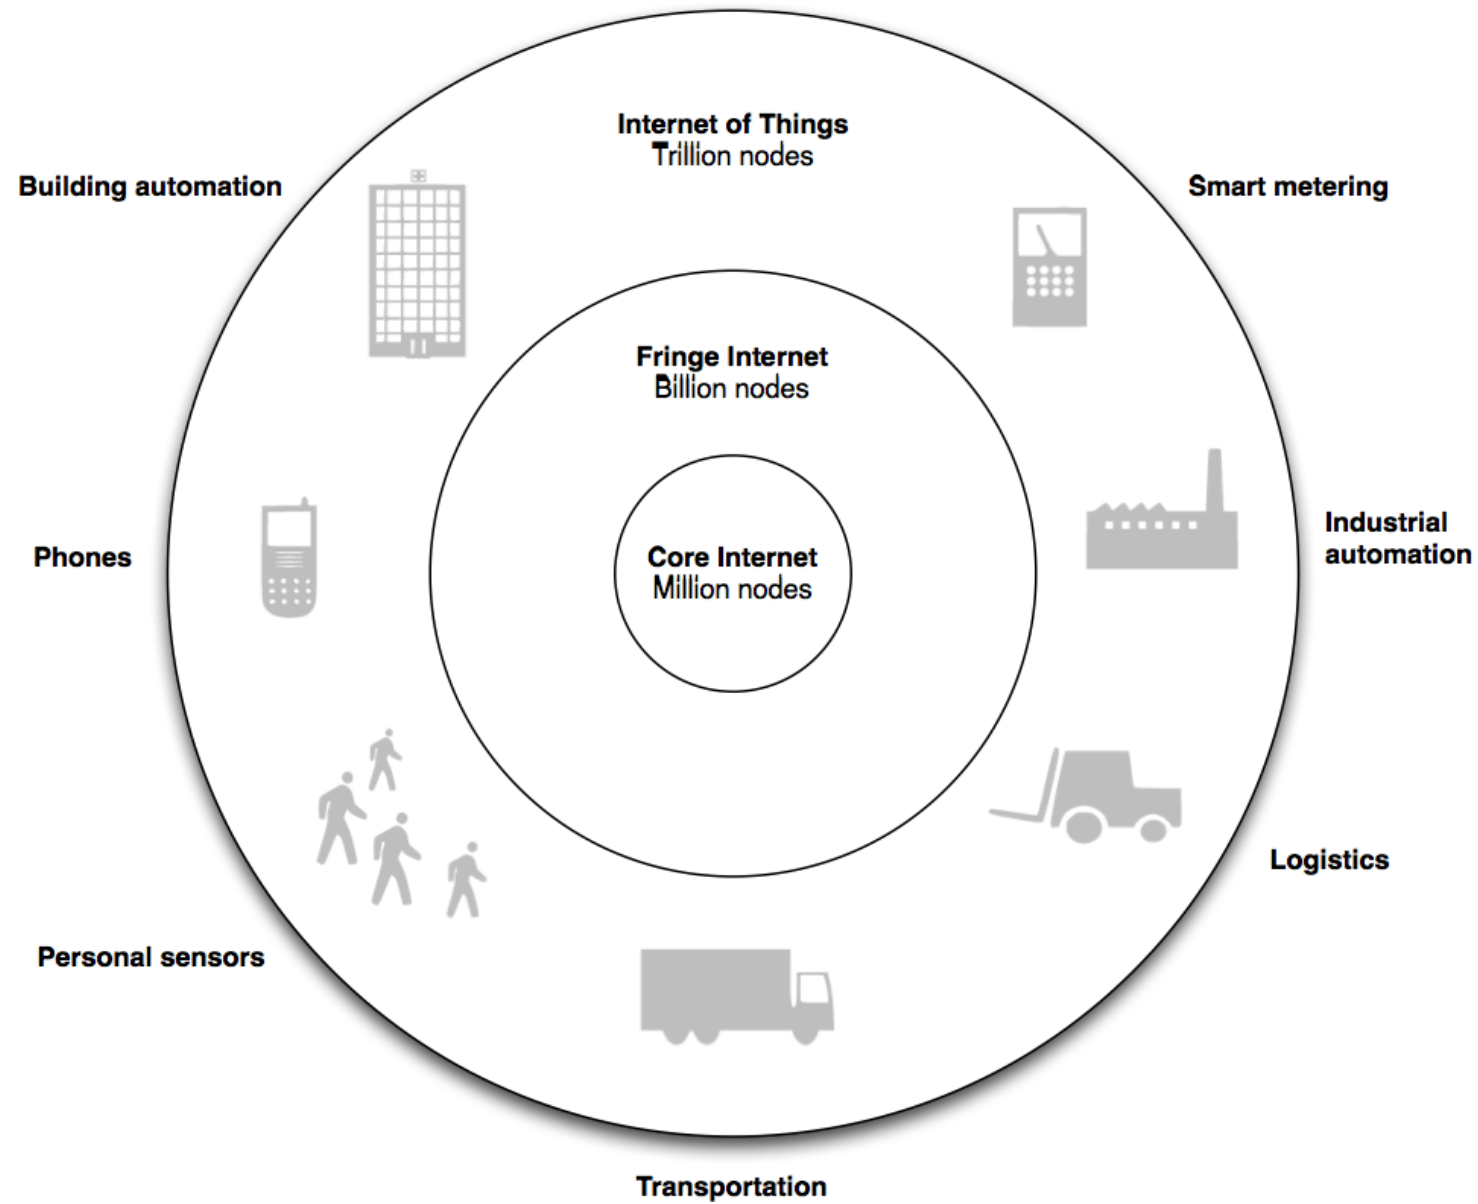 Internet of Things
Trillion nodes
Building automation
Smart metering
Fringe Internet
Billion nodes
Phones
Core Internet
Million nodes
Industrial
automation
Logistics
Personal sensors
Transportation